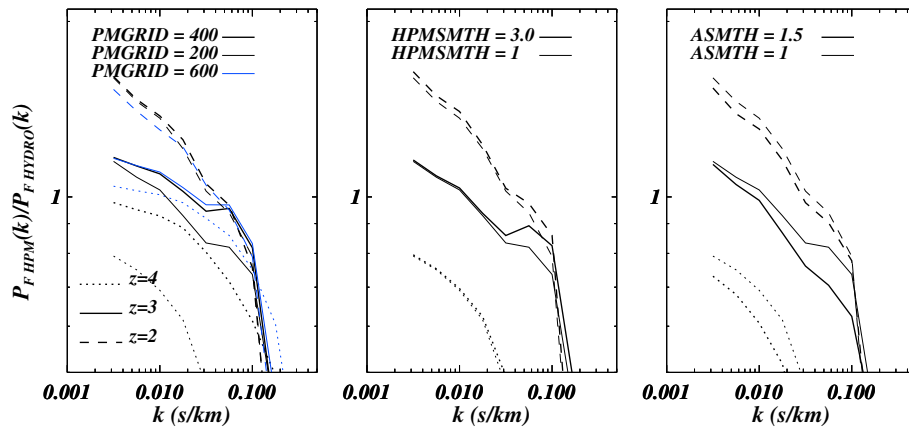 PMGRID = 400
PMGRID = 200
PMGRID = 600
z=4
z=3
z=2
P_F HPM(k)/P_F HYDRO(k)
1
0.001 0.010 0.100
k (s/km)
HPMSMTH = 3.0
HPMSMTH = 1
1
0.001 0.010 0.100
k (s/km)
ASMTH = 1.5
ASMTH = 1
1
0.001 0.010 0.100
k (s/km)